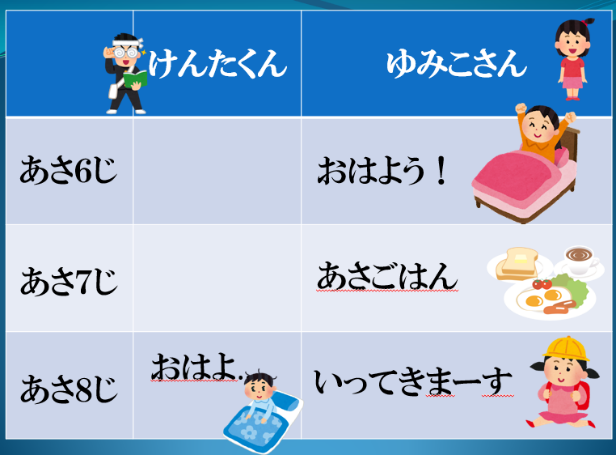 けんたくん ゆみこさん
あさ6じ おはよう！
あさ7じ あさごはん
あさ8じ おはよ.. いってきまーす